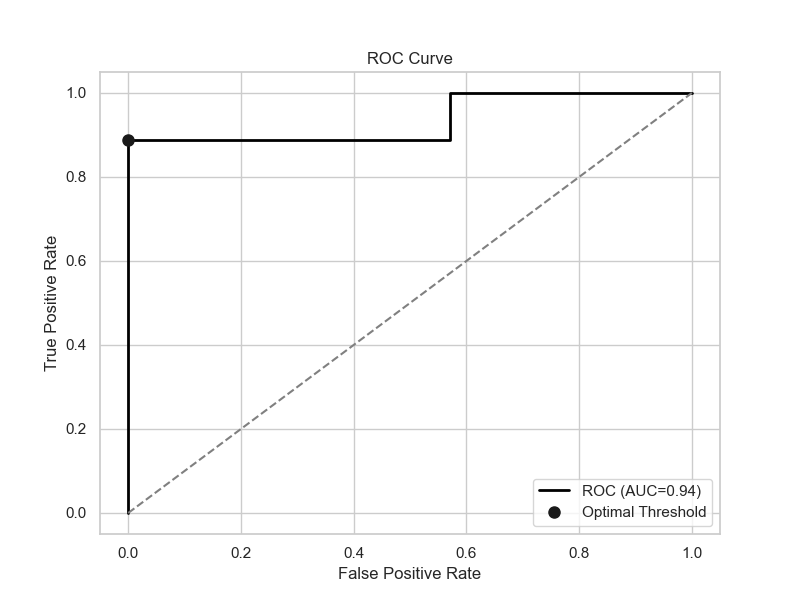 ROC Curve
1.0
0.8
0.6
0.4
0.2
0.0
True Positive Rate
0.0 0.2 0.4 0.6 0.8 1.0
False Positive Rate
ROC (AUC=0.94)
Optimal Threshold